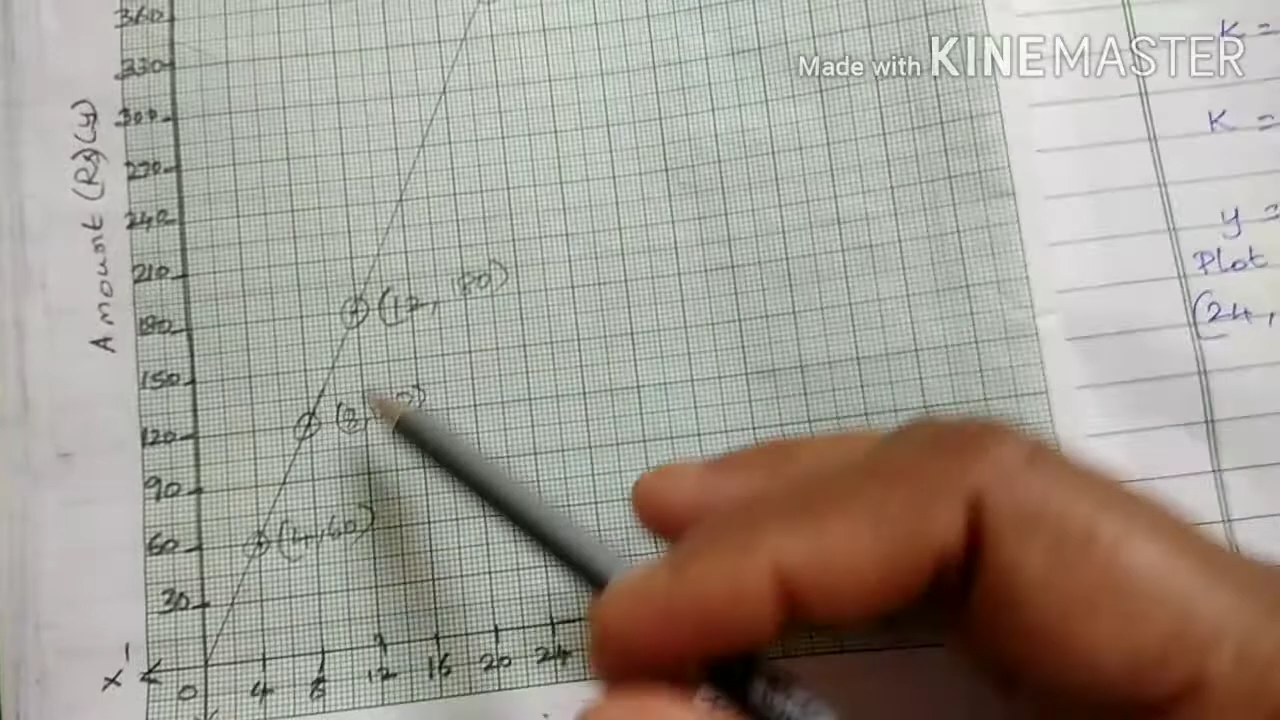 Made with KINEMASTER
Amount (Rs) (y)
360
330
300
270
240
210
180
150
120
90
60
30
(12, 180)
(4, 60)
X'
0 4 8 12 16 20 24
K =
K =
y =
Plot
(24,